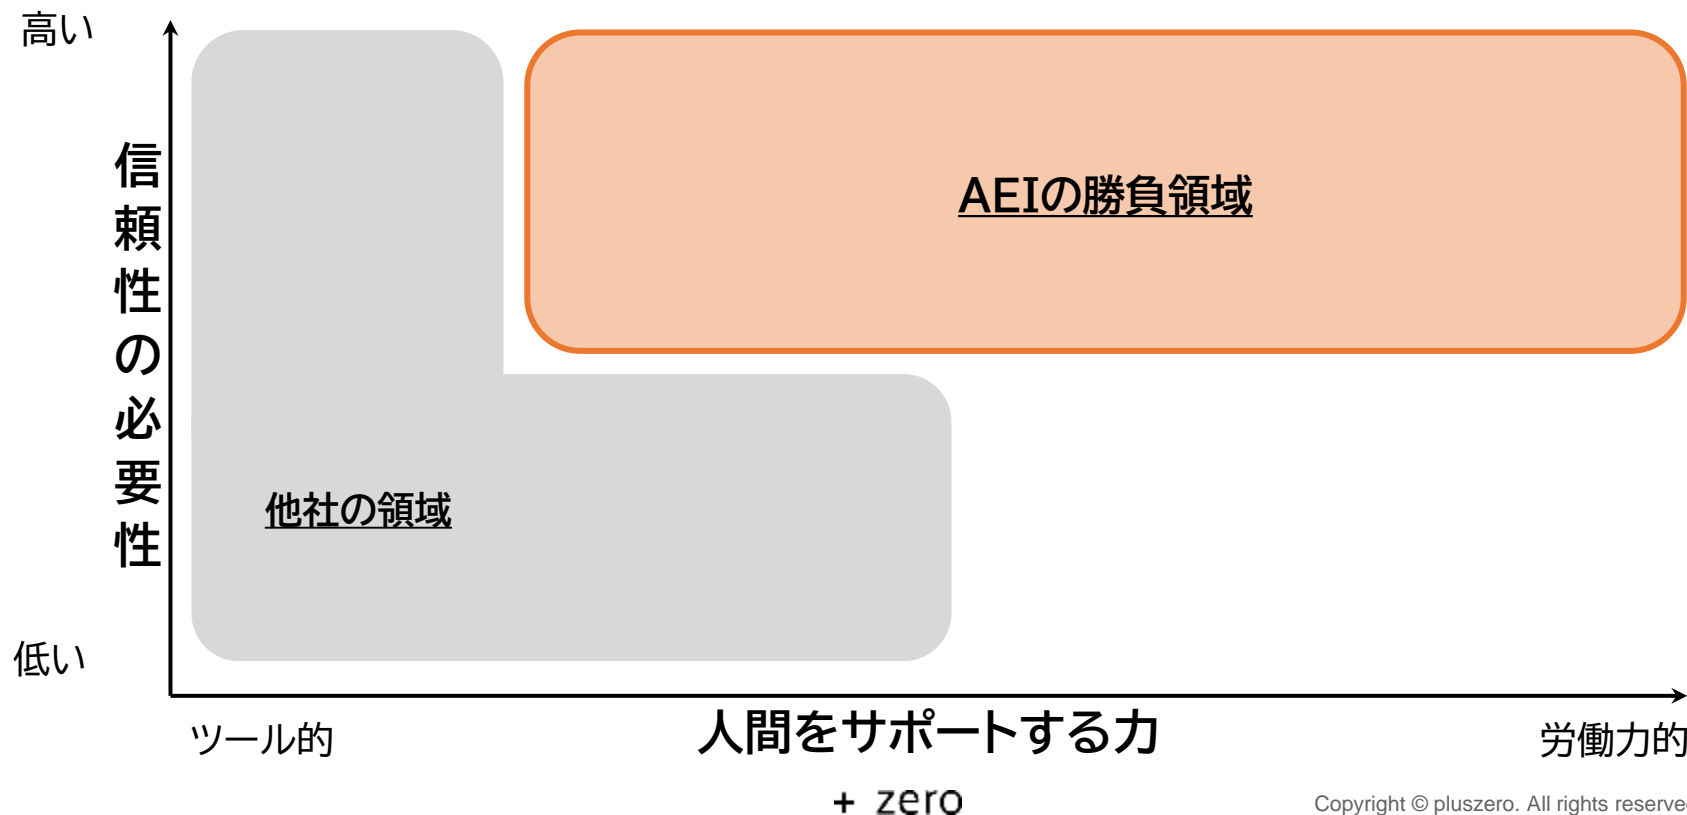 高い
信頼性の必要性
AEIの勝負領域
他社の領域
低い
ツール的
人間をサポートする力
労働力的
+ zero
Copyright © pluszero. All rights reserve